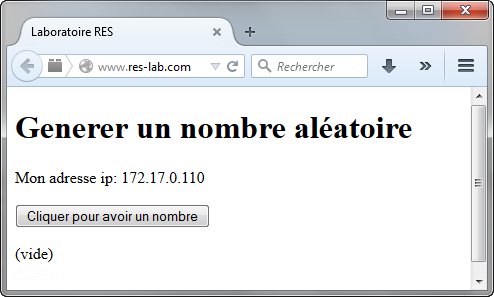 Laboratoire RES
www.res-lab.com
Rechercher
Generer un nombre aléatoire
Mon adresse ip: 172.17.0.110
Cliquer pour avoir un nombre
(vide)